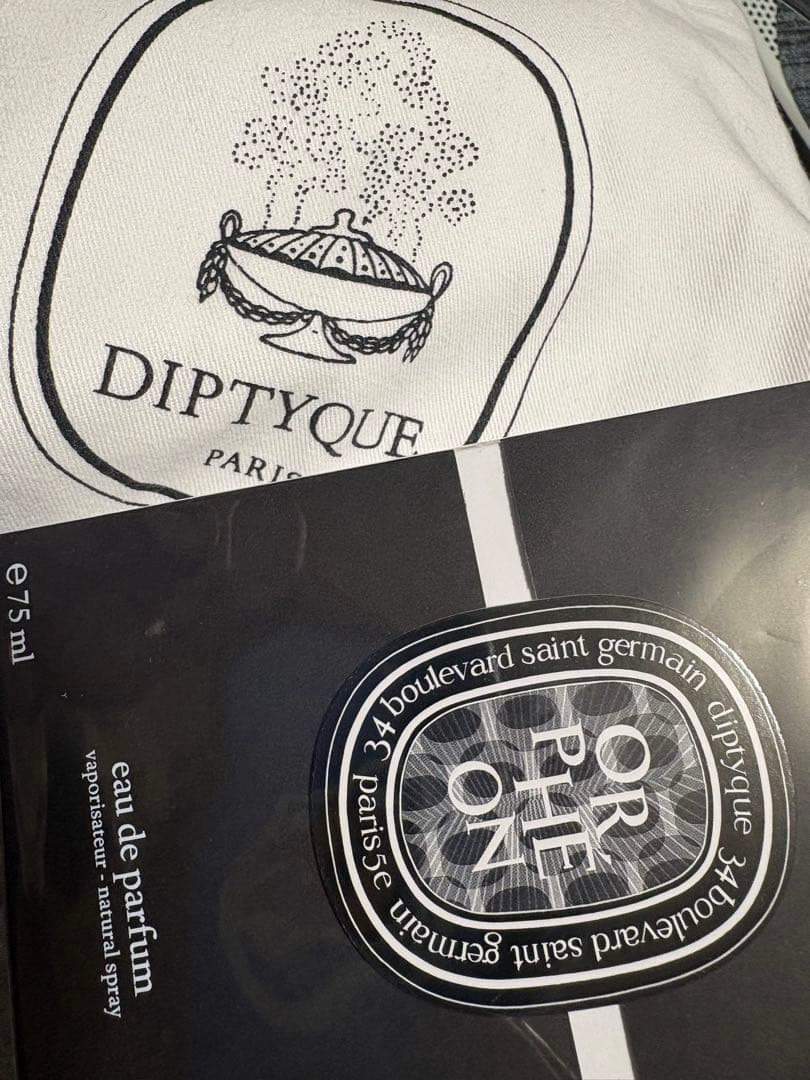 DIPTYQUE
PARIS
34 boulevard saint germain diptyque 34 boulevard saint germain paris5e
OR
PHE
ON
eau de parfum
vaporisateur - natural spray
e 75 ml